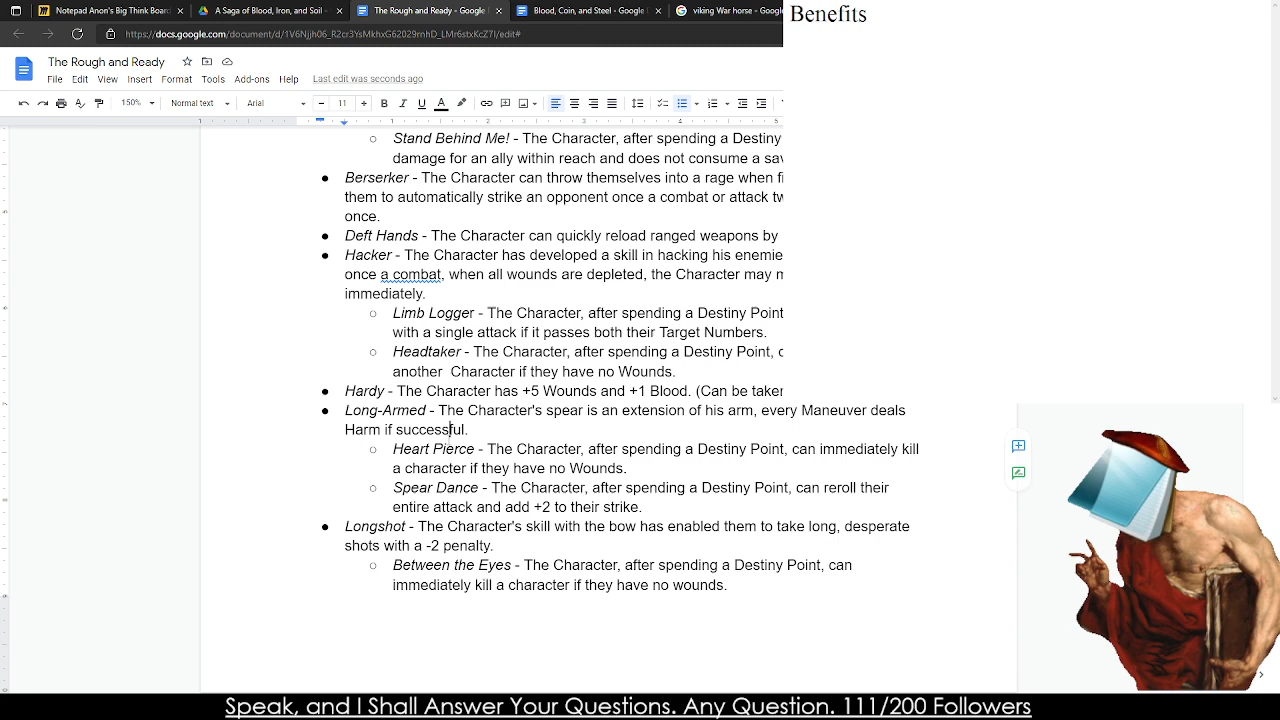 Notepad Anon's Big Think Board
A Saga of Blood, Iron, and Soil -
The Rough and Ready - Google
Blood, Coin, and Steel - Google
viking War horse - Google
Benefits
https://docs.google.com/document/d/1V6Njjh06_R2cr3YsMkhxG62029rnhD_LMr6stxKcZ7I/edit#
The Rough and Ready
File Edit View Insert Format Tools Add-ons Help Last edit was seconds ago
150% Normal text Arial 11
Stand Behind Me! - The Character, after spending a Destiny
damage for an ally within reach and does not consume a
Berserker - The Character can throw themselves into a rage when
them to automatically strike an opponent once a combat or attack
once.
Deft Hands - The Character can quickly reload ranged weapons by
Hacker - The Character has developed a skill in hacking his
once a combat, when all wounds are depleted, the Character may
immediately.
Limb Logger - The Character, after spending a Destiny Point
with a single attack if it passes both their Target Numbers.
Headtaker - The Character, after spending a Destiny Point,
another Character if they have no Wounds.
Hardy - The Character has +5 Wounds and +1 Blood. (Can be
Long-Armed - The Character's spear is an extension of his arm, every Maneuver deals
Harm if successful.
Heart Pierce - The Character, after spending a Destiny Point, can immediately kill
a character if they have no Wounds.
Spear Dance - The Character, after spending a Destiny Point, can reroll their
entire attack and add +2 to their strike.
Longshot - The Character's skill with the bow has enabled them to take long, desperate
shots with a -2 penalty.
Between the Eyes - The Character, after spending a Destiny Point, can
immediately kill a character if they have no wounds.
Speak, and I Shall Answer Your Questions. Any Question. 111/200 Followers